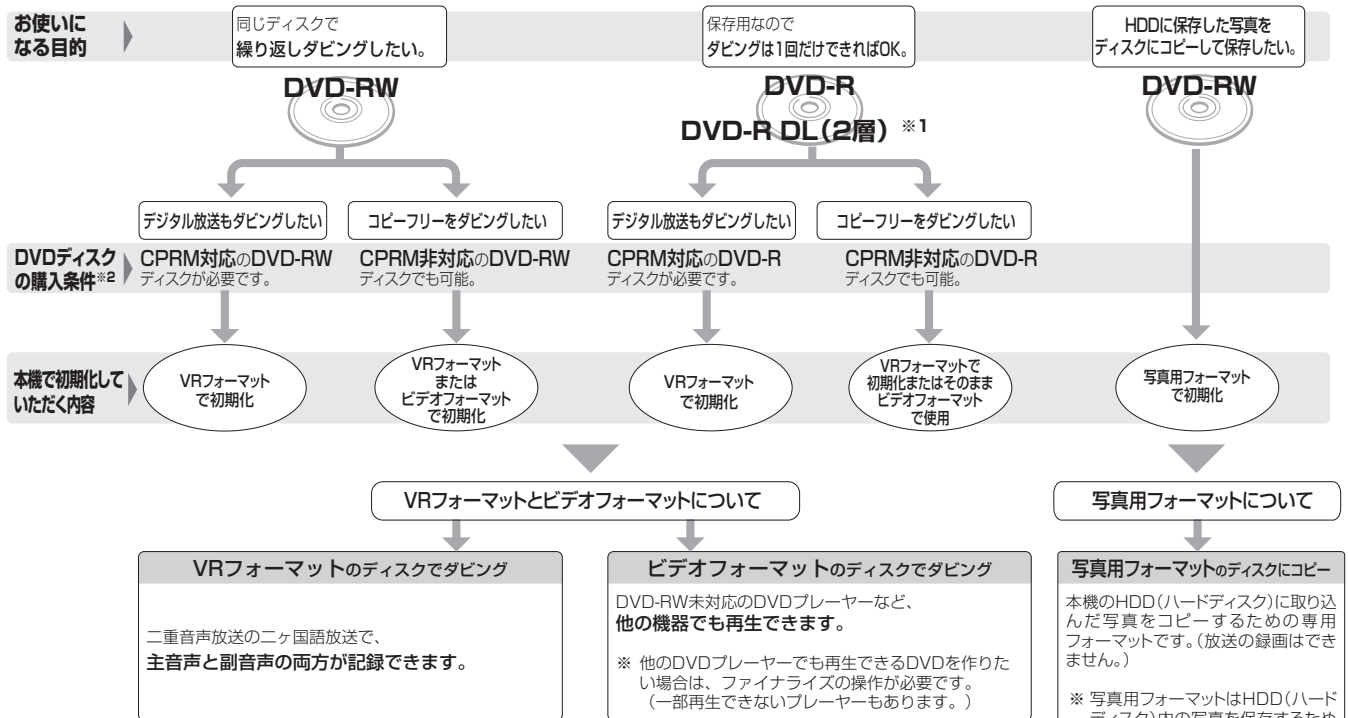 お使いに
なる目的
同じディスクで
繰り返しダビングしたい。
保存用なので
ダビングは1回だけできればOK。
HDDに保存した写真を
ディスクにコピーして保存したい。
DVD-RW
DVD-R
DVD-R DL(2層) ※1
DVD-RW
デジタル放送もダビングしたい
コピーフリーをダビングしたい
デジタル放送もダビングしたい
コピーフリーをダビングしたい
DVDディスク
の購入条件※2
CPRM対応のDVD-RW
ディスクが必要です。
CPRM非対応のDVD-RW
ディスクでも可能。
CPRM対応のDVD-R
ディスクが必要です。
CPRM非対応のDVD-R
ディスクでも可能。
本機で初期化して
いただく内容
VRフォーマット
で初期化
VRフォーマット
または
ビデオフォーマット
で初期化
VRフォーマット
で初期化
VRフォーマットで
初期化またはそのまま
ビデオフォーマット
で使用
写真用フォーマット
で初期化
VRフォーマットとビデオフォーマットについて
写真用フォーマットについて
VRフォーマットのディスクでダビング
二重音声放送の二ヶ国語放送で、
主音声と副音声の両方が記録できます。
ビデオフォーマットのディスクでダビング
DVD-RW未対応のDVDプレーヤーなど、
他の機器でも再生できます。
※ 他のDVDプレーヤーでも再生できるDVDを作りた
い場合は、ファイナライズの操作が必要です。
(一部再生できないプレーヤーもあります。)
写真用フォーマットのディスクにコピー
本機のHDD(ハードディスク)に取り込
んだ写真をコピーするための専用
フォーマットです。(放送の録画はでき
ません。)
※ 写真用フォーマットはHDD(ハード
ディスク)内の写真を保存するため